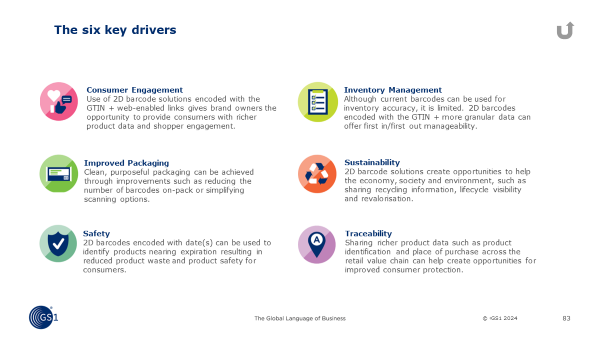 The six key drivers
Consumer Engagement
Use of 2D barcode solutions encoded with the
GTIN + web-enabled links gives brand owners the
opportunity to provide consumers with richer
product data and shopper engagement.
Inventory Management
Although current barcodes can be used for
inventory accuracy, it is limited. 2D barcodes
encoded with the GTIN + more granular data can
offer first in/first out manageability.
Improved Packaging
Clean, purposeful packaging can be achieved
through improvements such as reducing the
number of barcodes on-pack or simplifying
scanning options.
Sustainability
2D barcode solutions create opportunities to help
the economy, society and environment, such as
sharing recycling information, lifecycle visibility
and revalorisation.
Safety
2D barcodes encoded with date(s) can be used to
identify products nearing expiration resulting in
reduced product waste and product safety for
consumers.
A
Traceability
Sharing richer product data such as product
identification and place of purchase across the
retail value chain can help create opportunities for
improved consumer protection.
GS1
The Global Language of Business
© GS1 2024
83